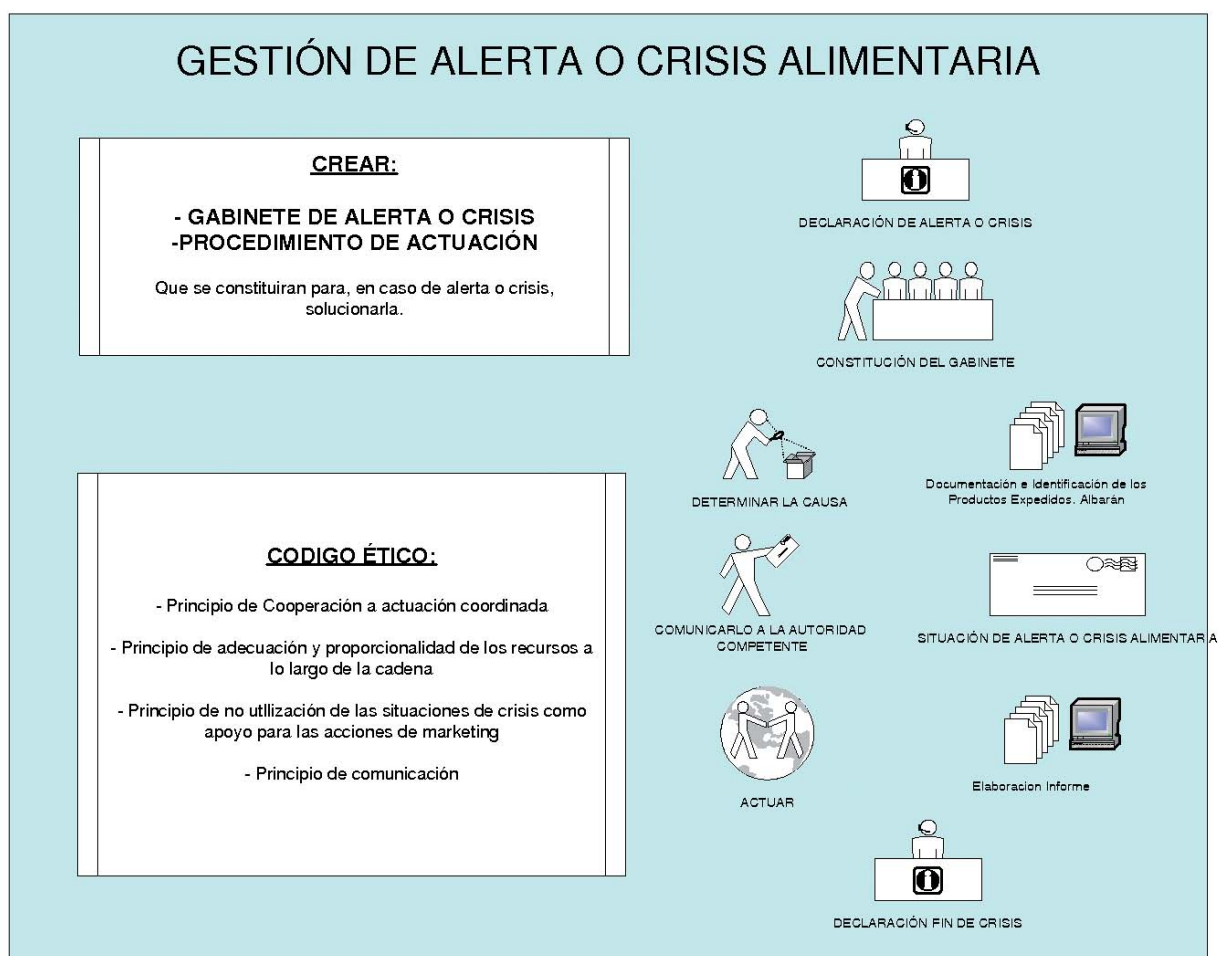 GESTIÓN DE ALERTA O CRISIS ALIMENTARIA
CREAR:
- GABINETE DE ALERTA O CRISIS
-PROCEDIMIENTO DE ACTUACIÓN
Que se constituiran para, en caso de alerta o crisis,
solucionarla.
CODIGO ÉTICO:
- Principio de Cooperación a actuación coordinada
- Principio de adecuación y proporcionalidad de los recursos a
lo largo de la cadena
- Principio de no utilización de las situaciones de crisis como
apoyo para las acciones de marketing
- Principio de comunicación
DECLARACIÓN DE ALERTA O CRISIS
CONSTITUCIÓN DEL GABINETE
DETERMINAR LA CAUSA
Documentación e Identificación de los
Productos Expedidos. Albarán
COMUNICARLO A LA AUTORIDAD
COMPETENTE
SITUACIÓN DE ALERTA O CRISIS ALIMENTARIA
ACTUAR
Elaboracion Informe
DECLARACIÓN FIN DE CRISIS